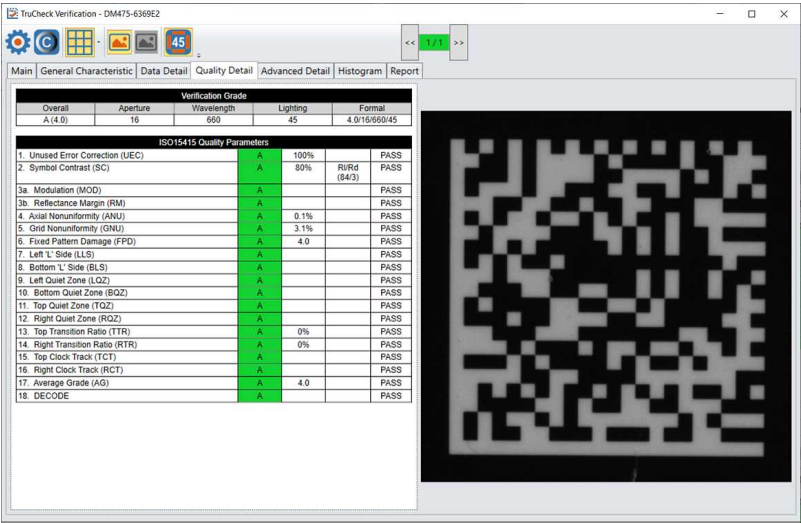 TruCheck Verification - DM475-6369E2
45
<< 1 / 1 >>
Main General Characteristic Data Detail Quality Detail Advanced Detail Histogram Report
Verification Grade
Overall Aperture Wavelength Lighting Formal
A (4.0) 16 660 45 4.0/16/660/45
ISO15415 Quality Parameters
1. Unused Error Correction (UEC) A 100% PASS
2. Symbol Contrast (SC) A 80% Rl/Rd PASS
(84/3)
3a. Modulation (MOD) A PASS
3b. Reflectance Margin (RM) A PASS
4. Axial Nonuniformity (ANU) A 0.1% PASS
5. Grid Nonuniformity (GNU) A 3.1% PASS
6. Fixed Pattern Damage (FPD) A 4.0 PASS
7. Left 'L' Side (LLS) A PASS
8. Bottom 'L' Side (BLS) A PASS
9. Left Quiet Zone (LQZ) A PASS
10. Bottom Quiet Zone (BQZ) A PASS
11. Top Quiet Zone (TQZ) A PASS
12. Right Quiet Zone (RQZ) A PASS
13. Top Transition Ratio (TTR) A 0% PASS
14. Right Transition Ratio (RTR) A 0% PASS
15. Top Clock Track (TCT) A PASS
16. Right Clock Track (RCT) A PASS
17. Average Grade (AG) A 4.0 PASS
18. DECODE A PASS